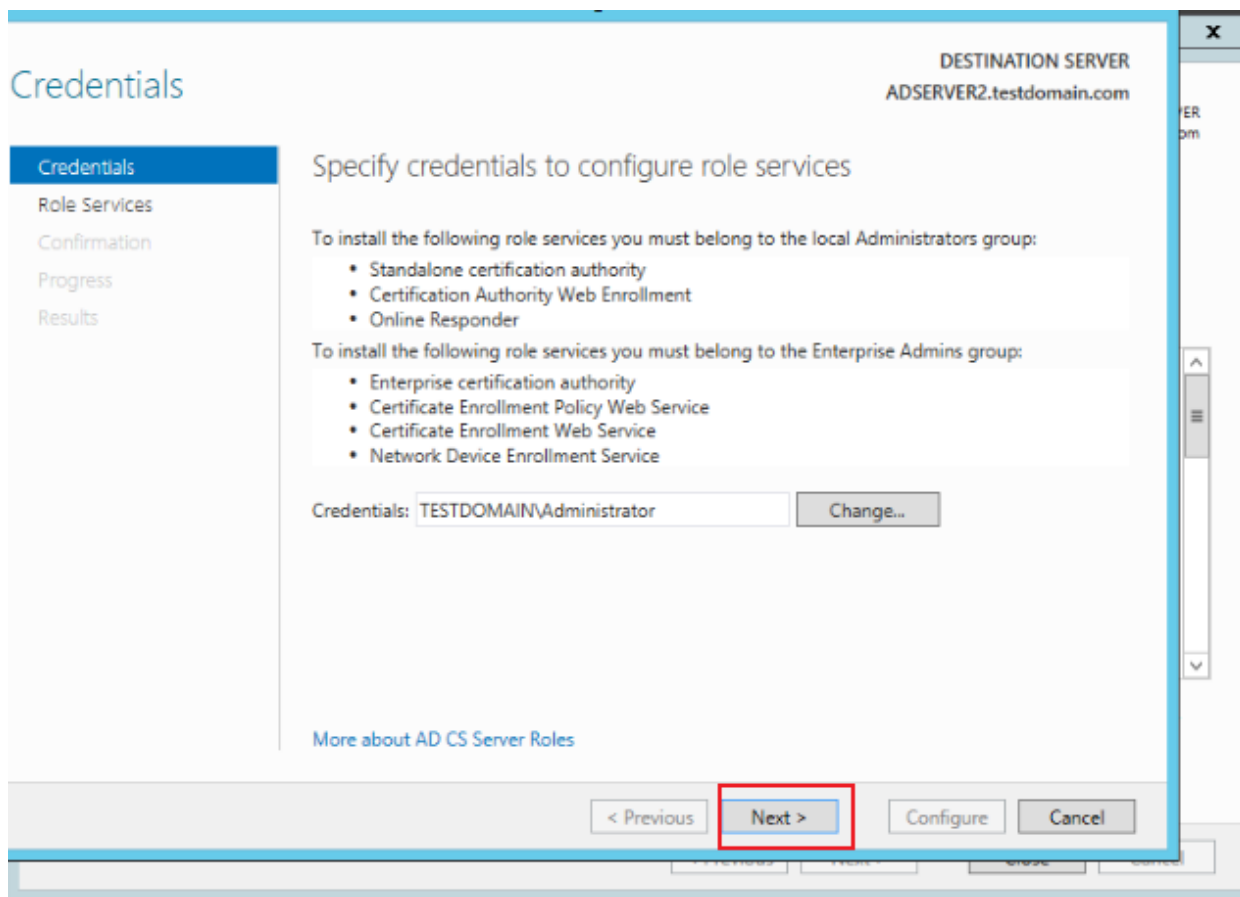 DESTINATION SERVER
ADSERVER2.testdomain.com
Credentials
x
Credentials
Role Services
Confirmation
Progress
Results
Specify credentials to configure role services
To install the following role services you must belong to the local Administrators group:
• Standalone certification authority
• Certification Authority Web Enrollment
• Online Responder
To install the following role services you must belong to the Enterprise Admins group:
• Enterprise certification authority
• Certificate Enrollment Policy Web Service
• Certificate Enrollment Web Service
• Network Device Enrollment Service
Credentials: TESTDOMAIN\Administrator Change...
More about AD CS Server Roles
< Previous Next > Configure Cancel